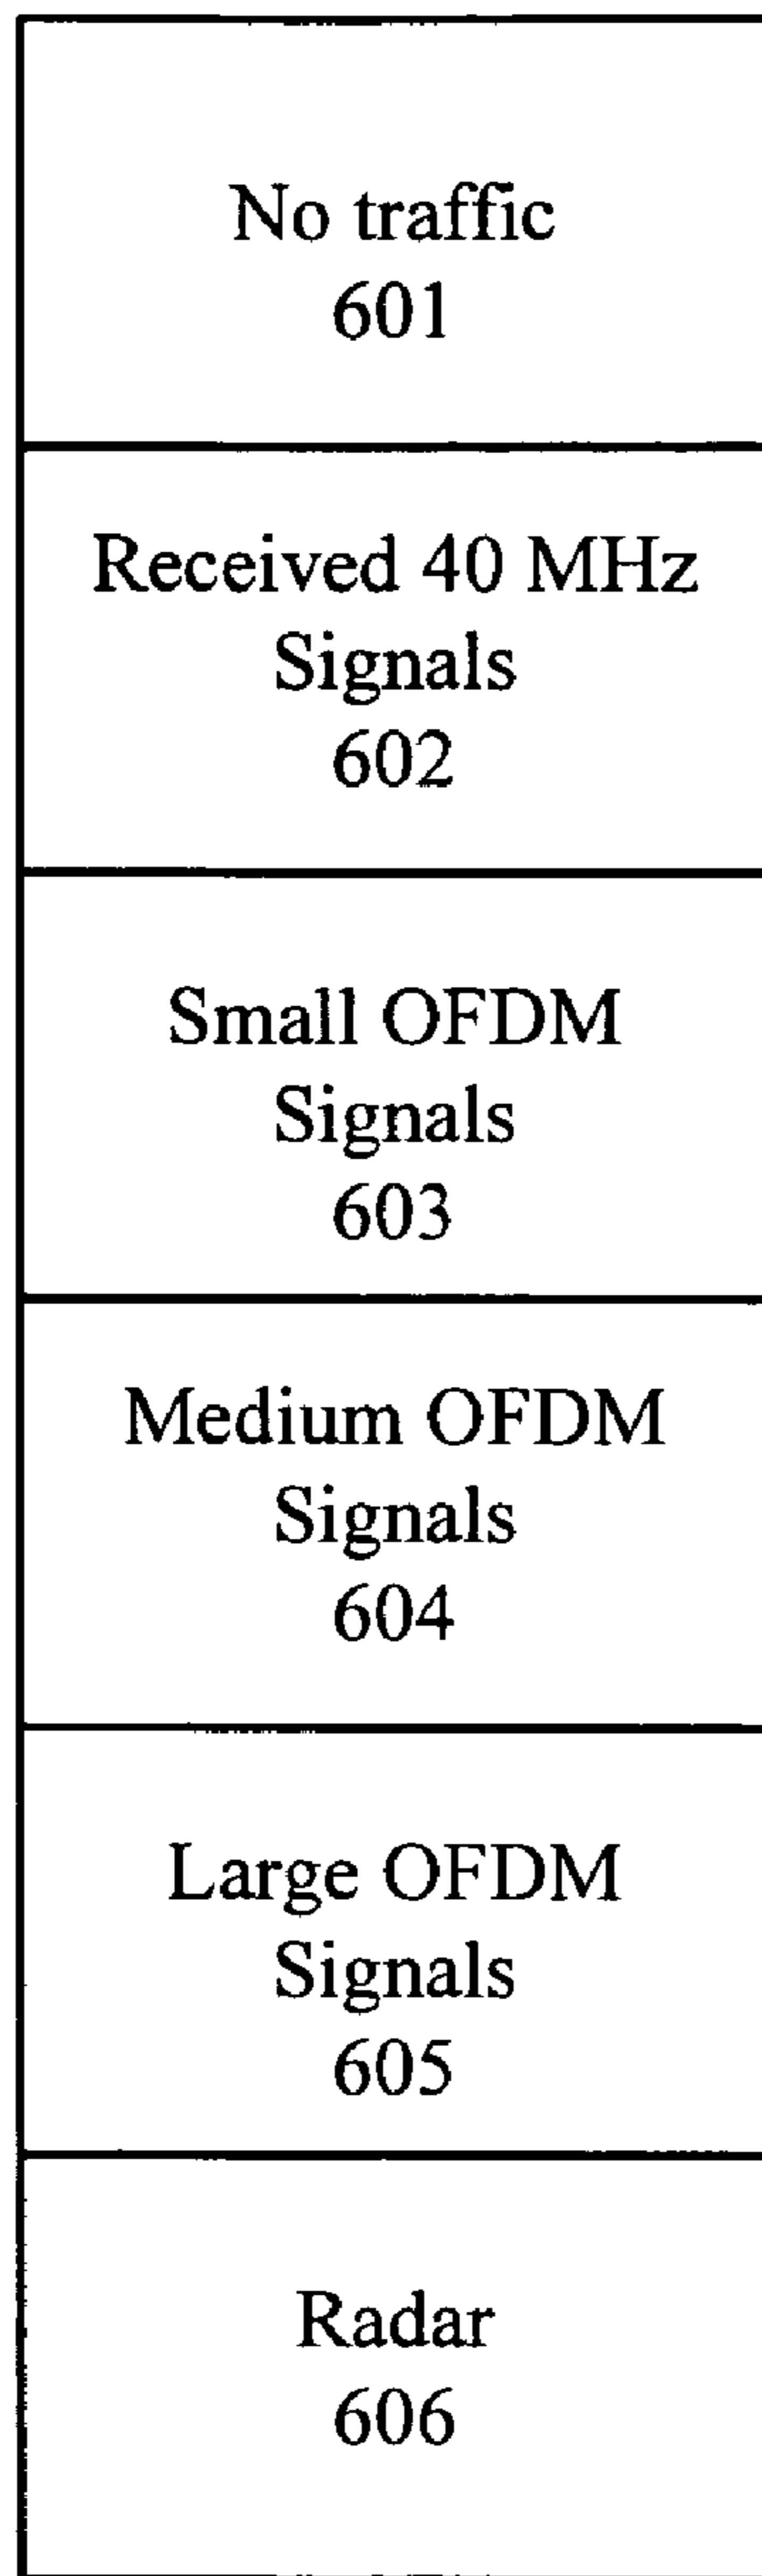 No traffic
601
Received 40 MHz
Signals
602
Small OFDM
Signals
603
Medium OFDM
Signals
604
Large OFDM
Signals
605
Radar
606